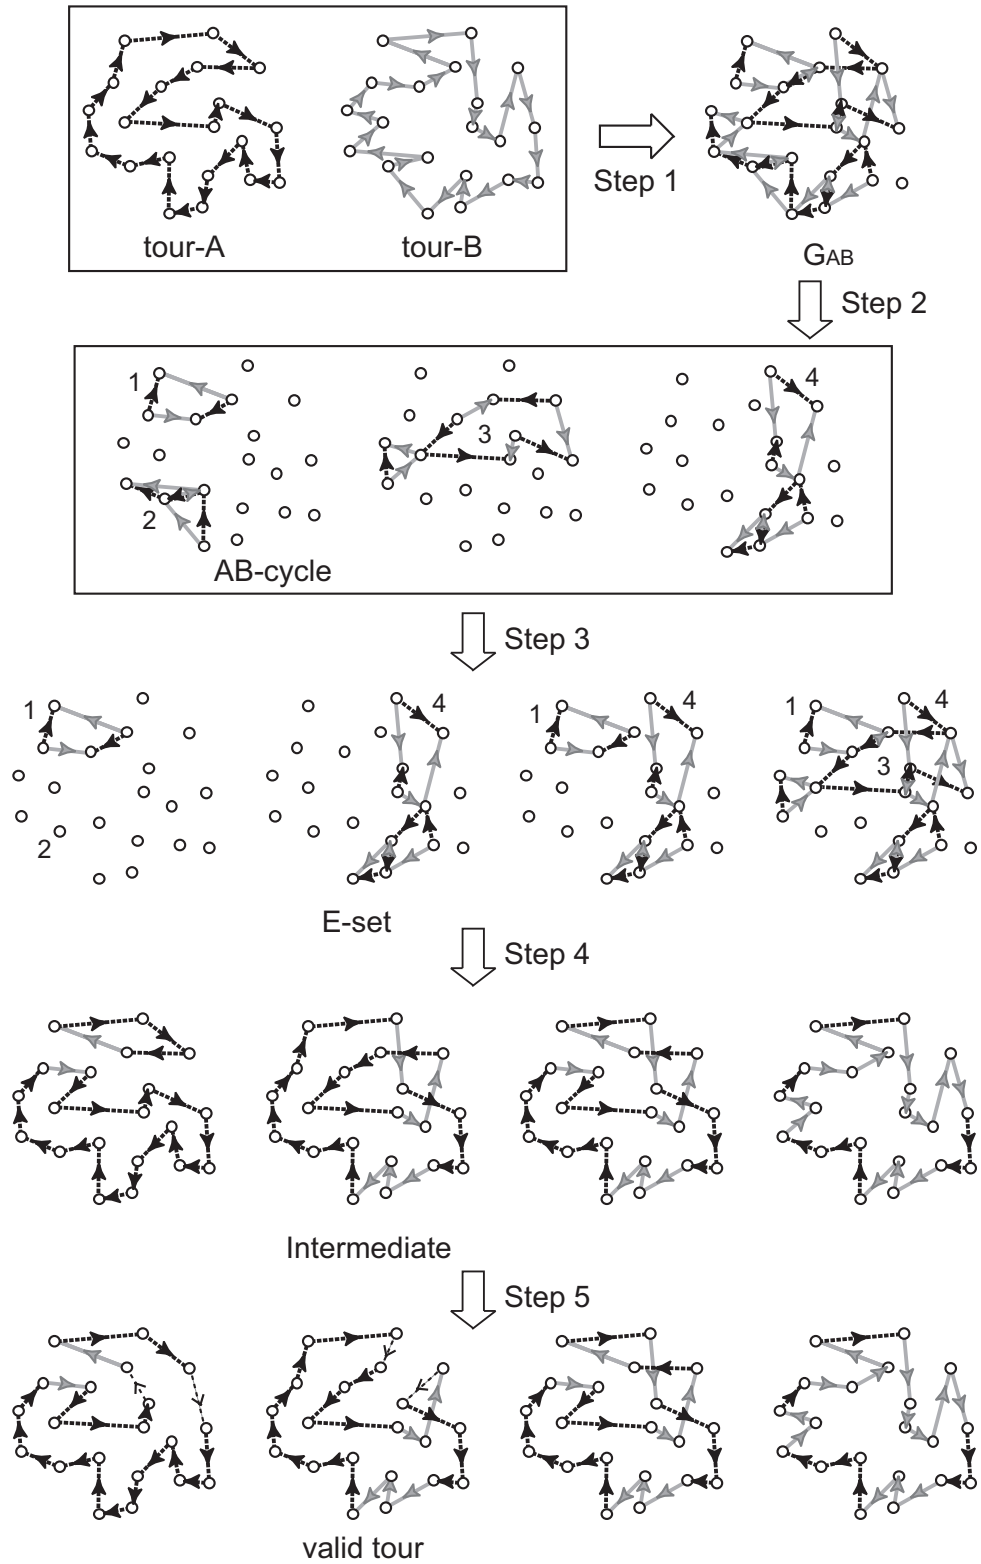 tour-A
tour-B
Step 1
GAB
Step 2
1
2
3
4
AB-cycle
Step 3
1
2
4
1
4
1
3
4
E-set
Step 4
Intermediate
Step 5
valid tour